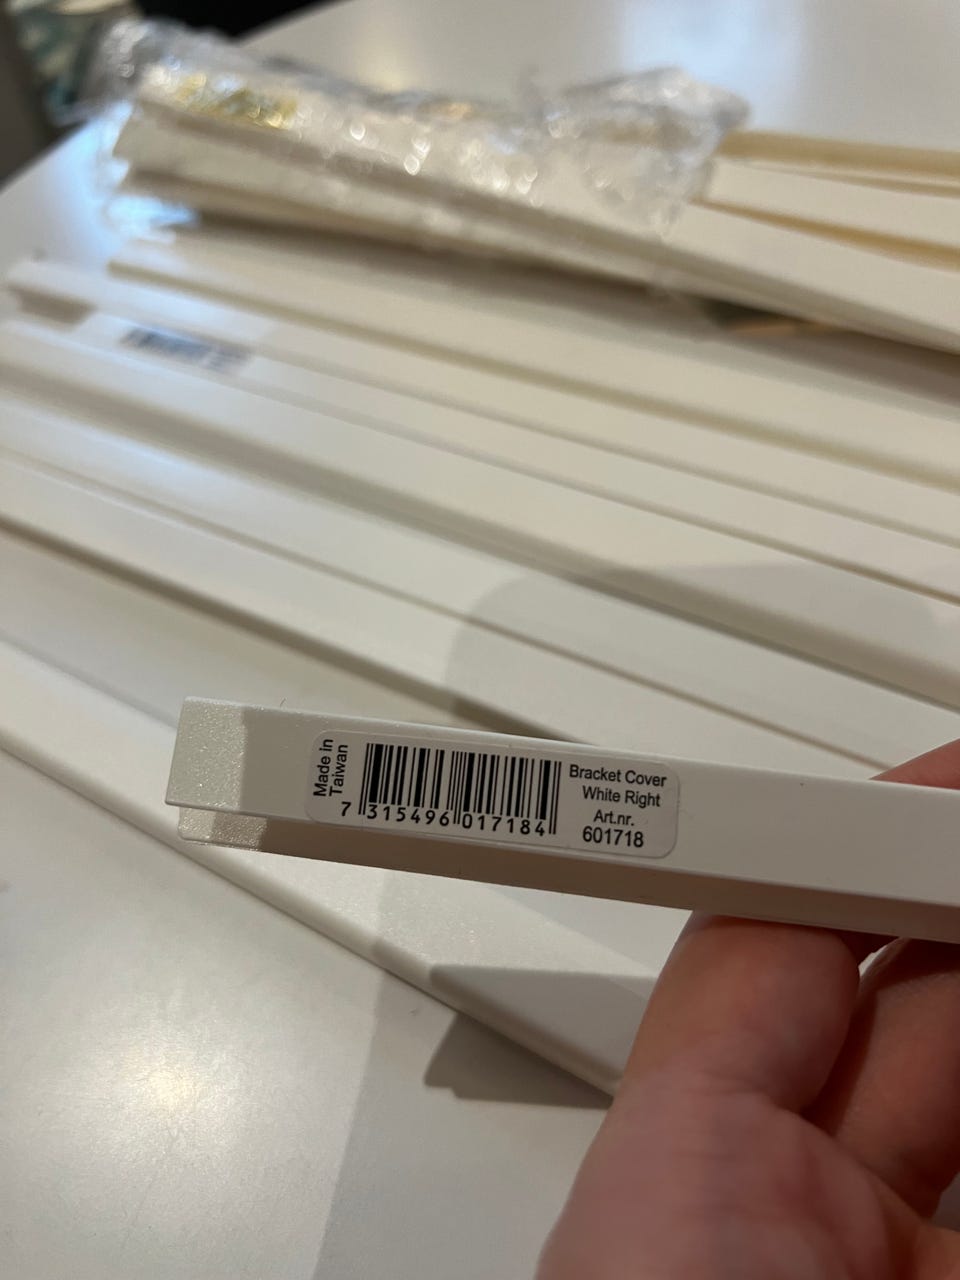 Made in
Taiwan
7 315496 017184
Bracket Cover
White Right
Art.nr.
601718